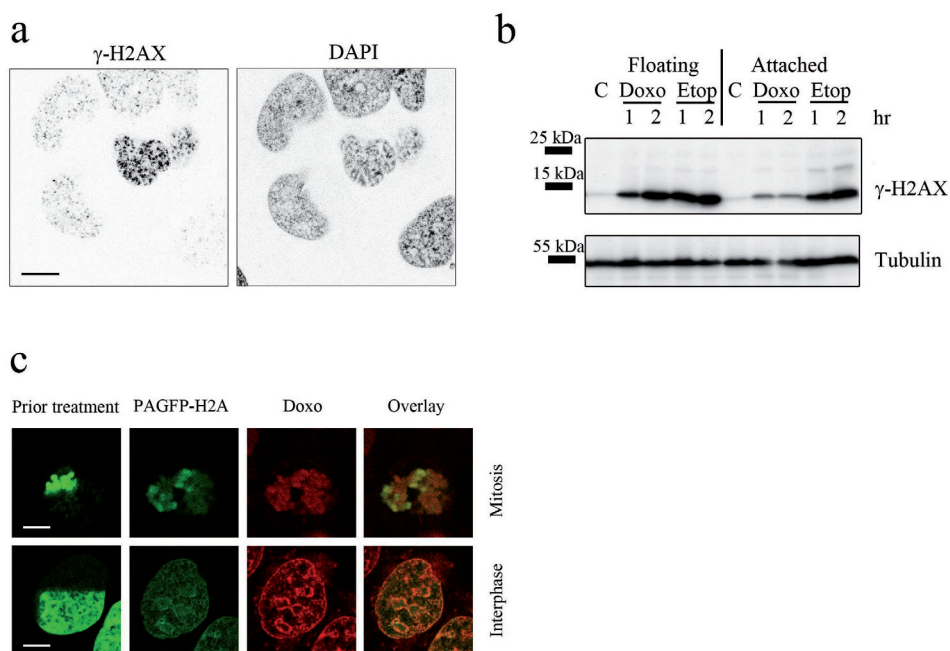 a
γ-H2AX DAPI
b
Floating Attached
C Doxo Etop C Doxo Etop
1 2 1 2 1 2 1 2 hr
25 kDa
15 kDa
γ-H2AX
55 kDa
Tubulin
c
Prior treatment PAGFP-H2A Doxo Overlay
Mitosis
Interphase